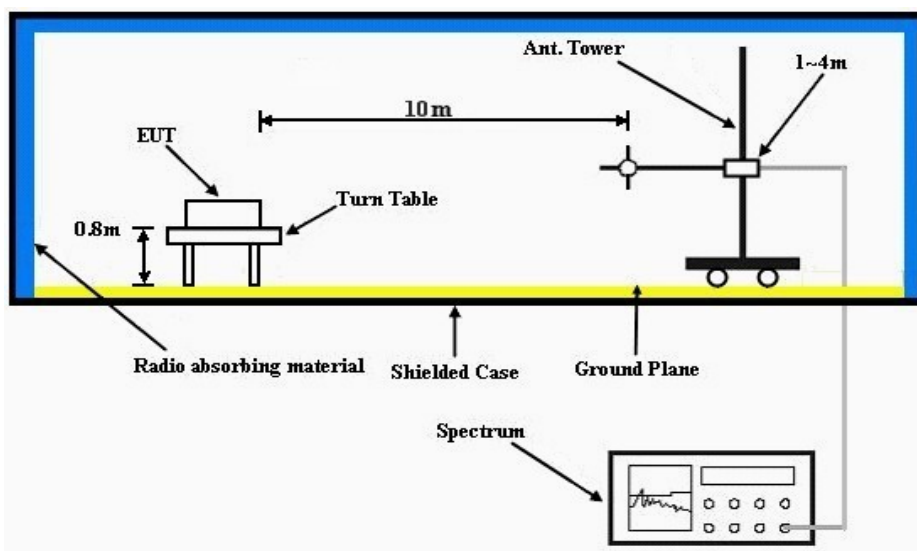 Ant. Tower
1~4m
10m
EUT
Turn Table
0.8m
Radio absorbing material
Shielded Case
Ground Plane
Spectrum